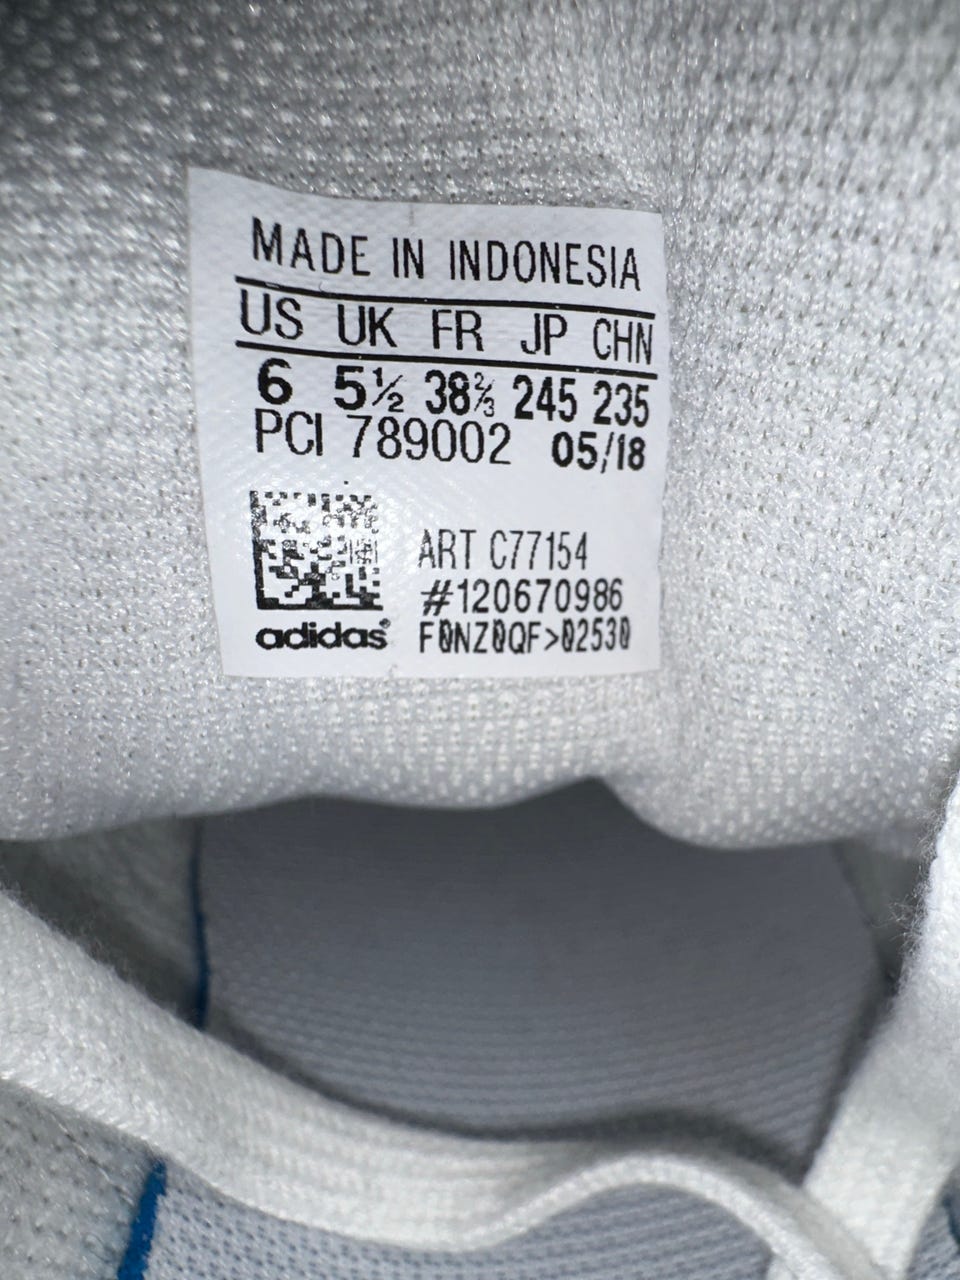 MADE IN INDONESIA
US UK FR JP CHN
6 5½ 38⅔ 245 235
PCI 789002 05/18
ART C77154
#120670986
adidas® F0NZ0QF>02530